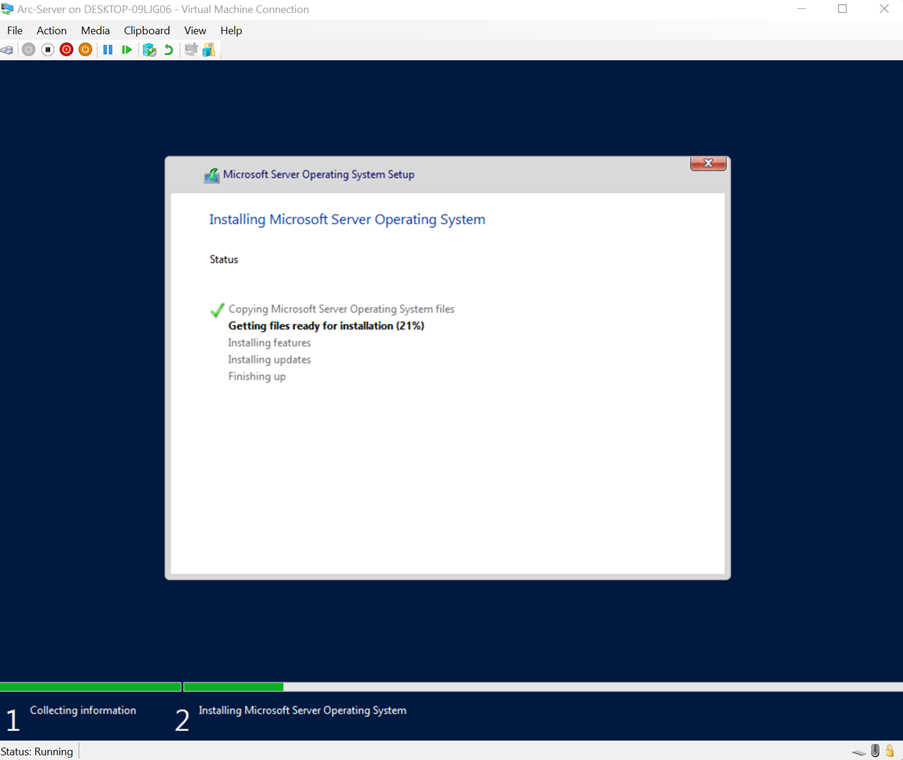 Arc-Server on DESKTOP-09LJG06 - Virtual Machine Connection
File Action Media Clipboard View Help
Microsoft Server Operating System Setup
Installing Microsoft Server Operating System
Status
Copying Microsoft Server Operating System files
Getting files ready for installation (21%)
Installing features
Installing updates
Finishing up
1 Collecting information 2 Installing Microsoft Server Operating System
Status: Running